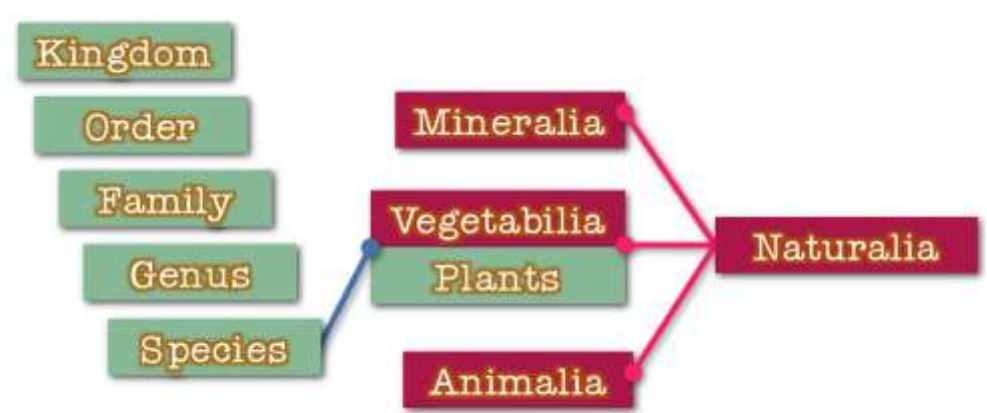 Kingdom
Order
Family
Genus
Species
Mineralia
Vegetabilia
Plants
Animalia
Naturalia